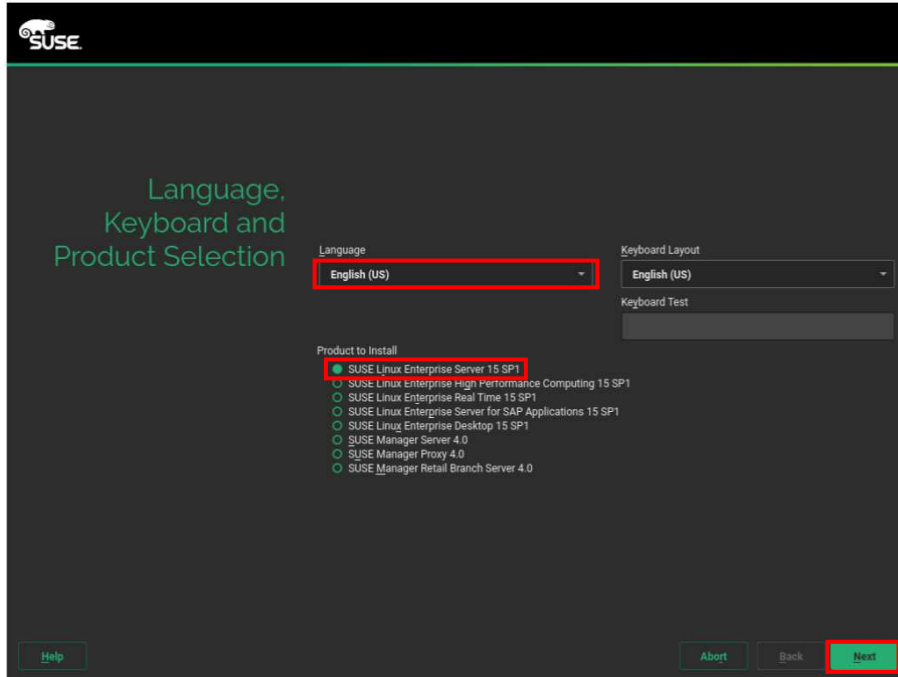 SUSE.
Language,
Keyboard and
Product Selection
Language
Keyboard Layout
English (US)
English (US)
Keyboard Test
Product to Install
SUSE Linux Enterprise Server 15 SP1
SUSE Linux Enterprise High Performance Computing 15 SP1
SUSE Linux Enterprise Real Time 15 SP1
SUSE Linux Enterprise Server for SAP Applications 15 SP1
SUSE Linux Enterprise Desktop 15 SP1
SUSE Manager Server 4.0
SUSE Manager Proxy 4.0
SUSE Manager Retail Branch Server 4.0
Help
Abort
Back
Next